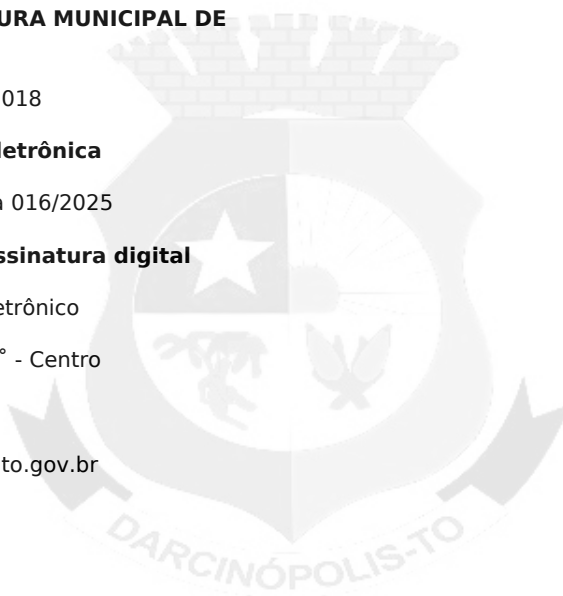 URA MUNICIPAL DE
018
letrônica
a 016/2025
ssinatura digital
etrônico
° - Centro
to.gov.br
DARCINÓPOLIS-TO